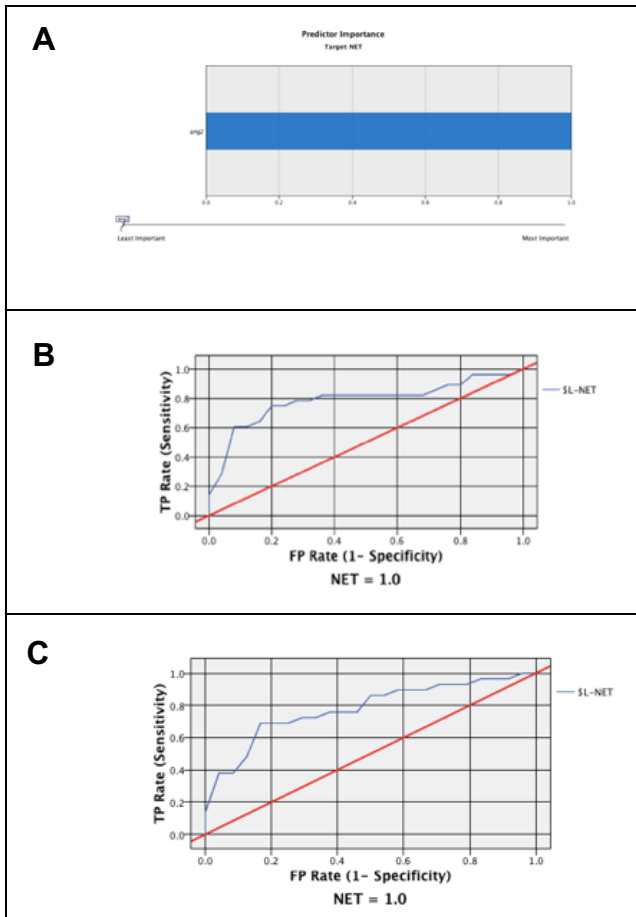 A
Predictor Importance
Target NET
ang2
0.0 0.2 0.4 0.6 0.8 1.0
Least Important Most Important
B
TP Rate (Sensitivity)
1.0
0.8
0.6
0.4
0.2
0.0
0.0 0.2 0.4 0.6 0.8 1.0
FP Rate (1- Specificity)
NET = 1.0
$L-NET
C
TP Rate (Sensitivity)
1.0
0.8
0.6
0.4
0.2
0.0
0.0 0.2 0.4 0.6 0.8 1.0
FP Rate (1- Specificity)
NET = 1.0
$L-NET